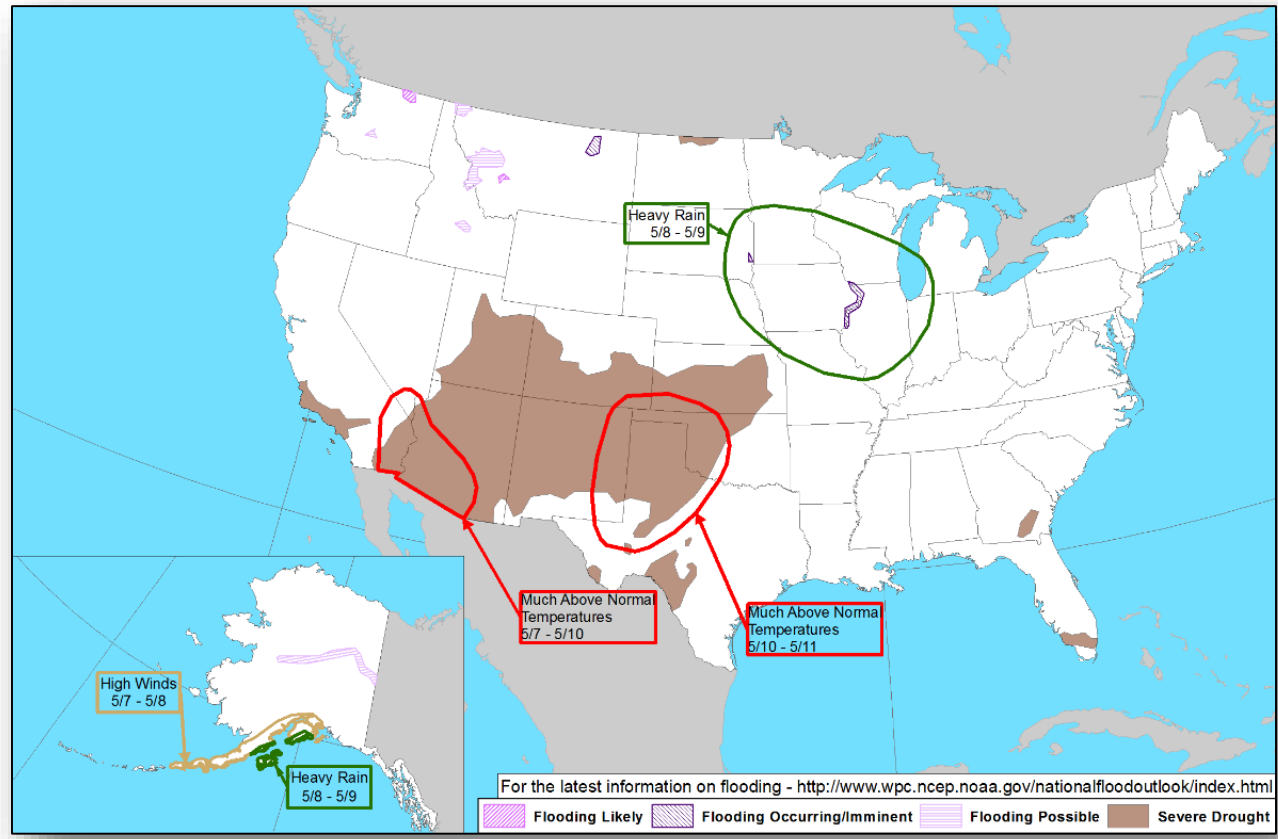 Heavy Rain
5/8 - 5/9
Much Above Normal
Temperatures
5/7 - 5/10
Much Above Normal
Temperatures
5/10 - 5/11
High Winds
5/7 - 5/8
Heavy Rain
5/8 - 5/9
For the latest information on flooding - http://www.wpc.ncep.noaa.gov/nationalfloodoutlook/index.html
Flooding Likely Flooding Occurring/Imminent Flooding Possible Severe Drought